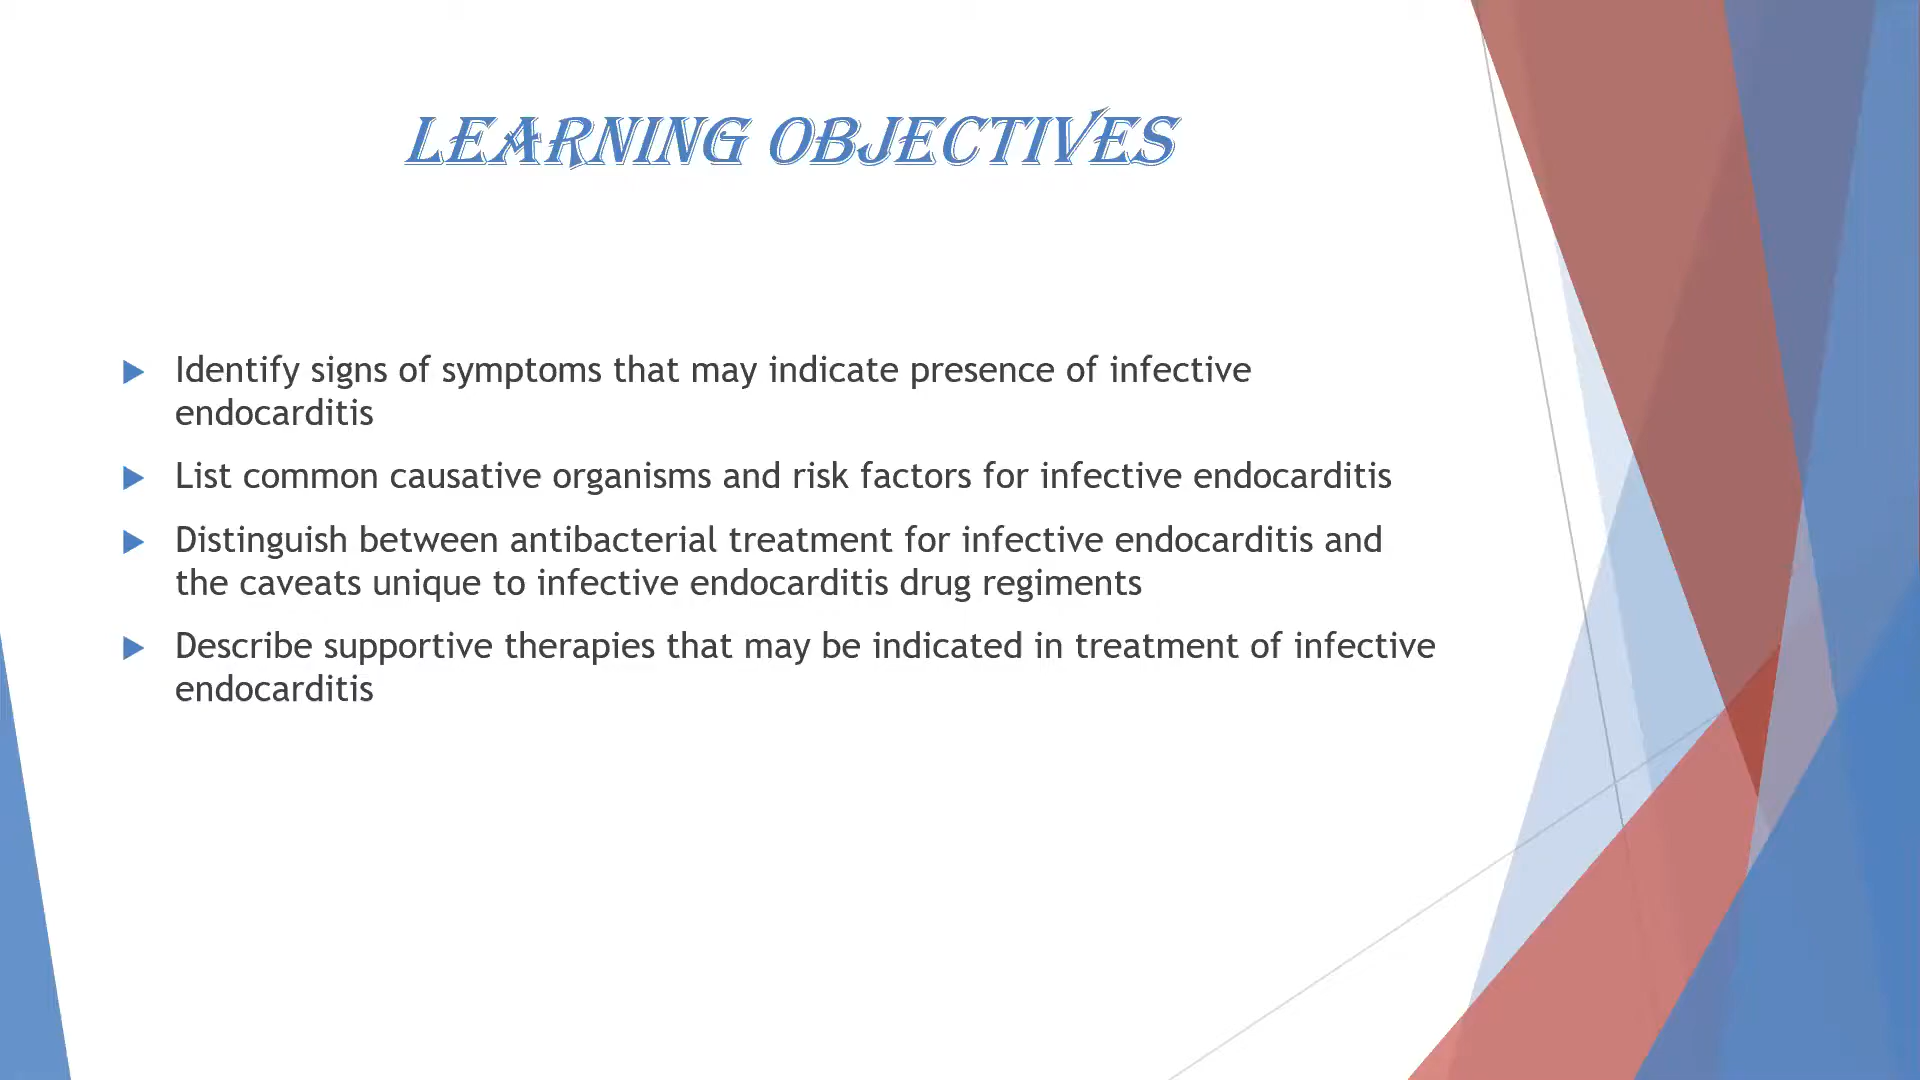 LEARNING OBJECTIVES
Identify signs of symptoms that may indicate presence of infective
endocarditis
List common causative organisms and risk factors for infective endocarditis
Distinguish between antibacterial treatment for infective endocarditis and
the caveats unique to infective endocarditis drug regiments
Describe supportive therapies that may be indicated in treatment of infective
endocarditis